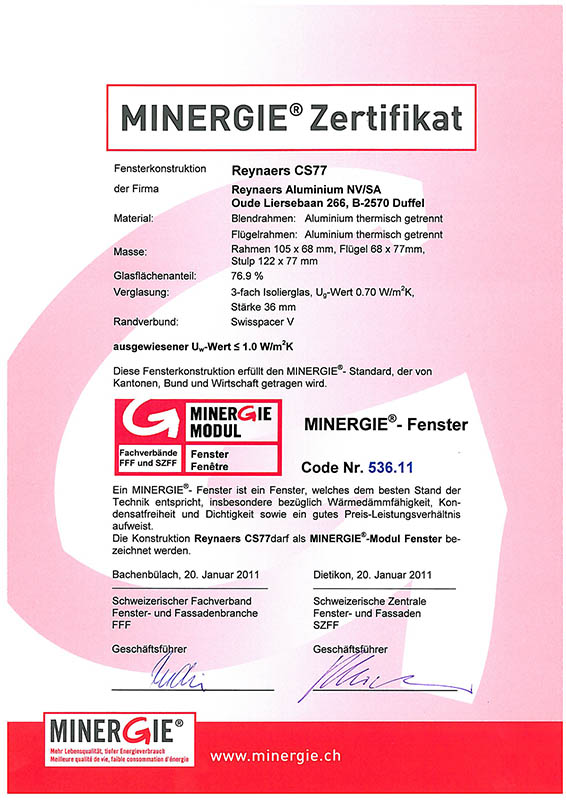 MINERGIE® Zertifikat
Fensterkonstruktion Reynaers CS77
der Firma Reynaers Aluminium NV/SA
Oude Liersebaan 266, B-2570 Duffel
Material: Blendrahmen: Aluminium thermisch getrennt
Flügelrahmen: Aluminium thermisch getrennt
Masse: Rahmen 105 x 68 mm, Flügel 68 x 77mm,
Stulp 122 x 77 mm
Glasflächenanteil: 76.9 %
Verglasung: 3-fach Isolierglas, Ug-Wert 0.70 W/m²K,
Stärke 36 mm
Randverbund: Swisspacer V
ausgewiesener Uw-Wert ≤ 1.0 W/m²K
Diese Fensterkonstruktion erfüllt den MINERGIE®- Standard, der von
Kantonen, Bund und Wirtschaft getragen wird.
MINERGIE
MODUL
Fachverbände
FFF und SZFF
Fenster
Fenêtre
MINERGIE®- Fenster
Code Nr. 536.11
Ein MINERGIE®- Fenster ist ein Fenster, welches dem besten Stand der
Technik entspricht, insbesondere bezüglich Wärmedämmfähigkeit, Kon-
densatfreiheit und Dichtigkeit sowie ein gutes Preis-Leistungsverhältnis
aufweist.
Die Konstruktion Reynaers CS77darf als MINERGIE®-Modul Fenster be-
zeichnet werden.
Bachenbülach, 20. Januar 2011
Schweizerischer Fachverband
Fenster- und Fassadenbranche
FFF
Geschäftsführer
Dietikon, 20. Januar 2011
Schweizerische Zentrale
Fenster- und Fassaden
SZFF
Geschäftsführer
MINERGIE®
Mehr Lebensqualität, tiefer Energieverbrauch
Meilleure qualité de vie, faible consommation d'énergie
www.minergie.ch